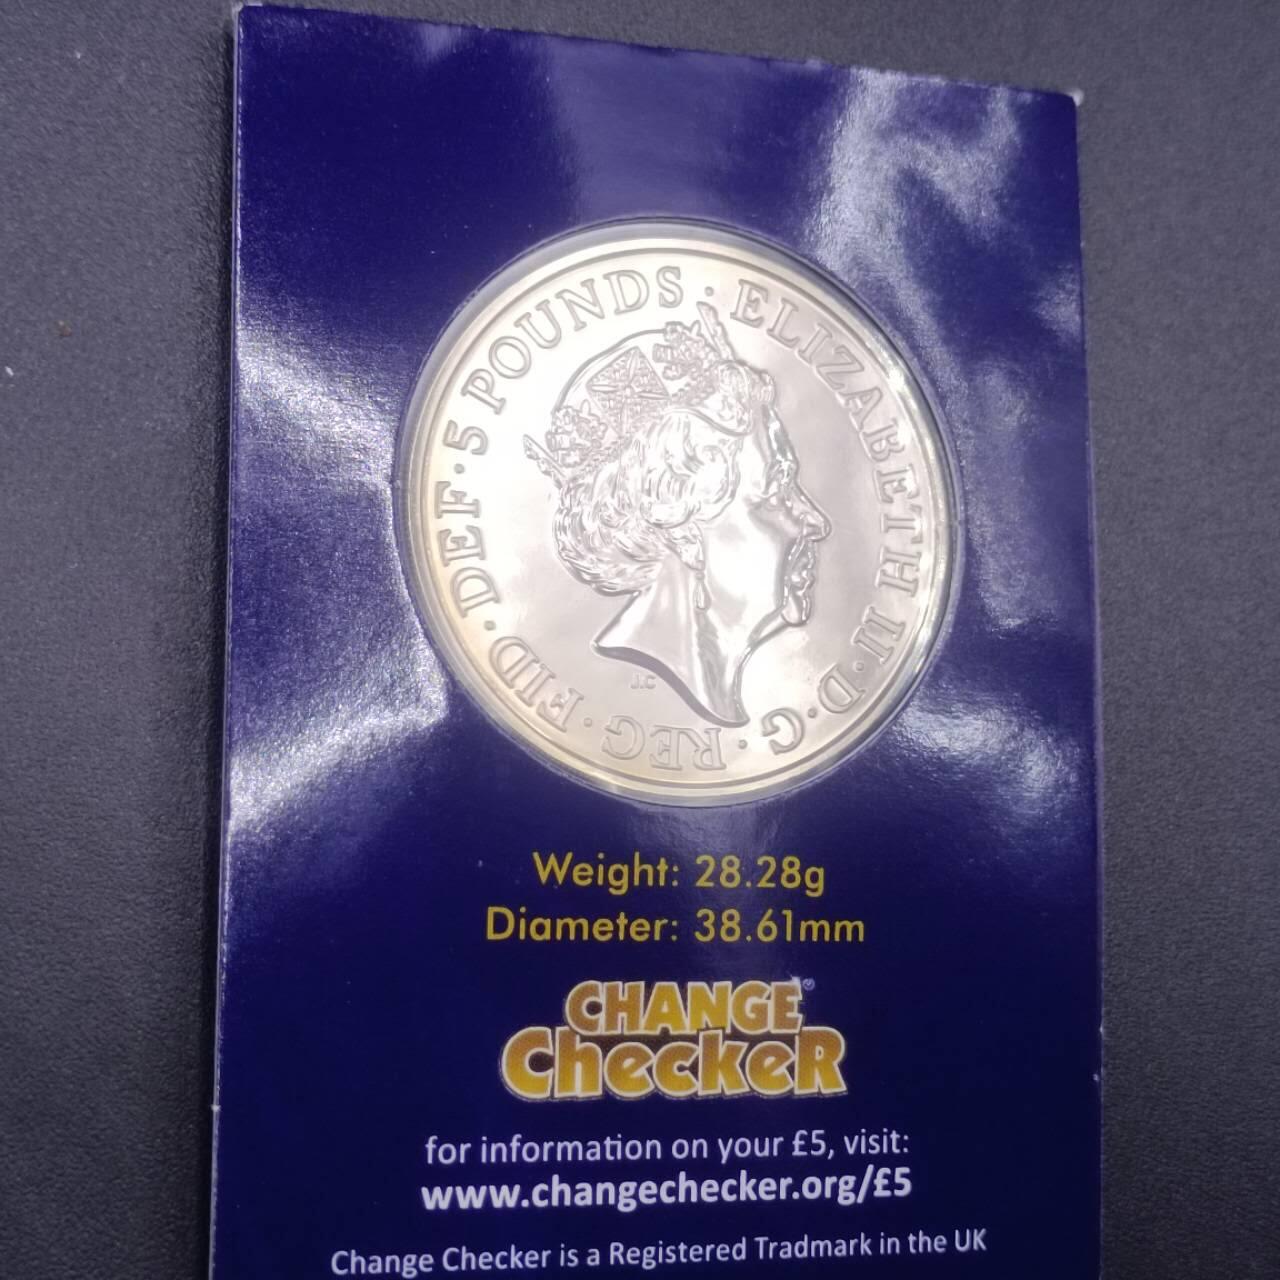 ELIZABETH II · D · G · REG · FID · DEF · 5 POUNDS ·
J.C
Weight: 28.28g
Diameter: 38.61mm
CHANGE
CheckeR®
for information on your £5, visit:
www.changechecker.org/£5
Change Checker is a Registered Tradmark in the UK